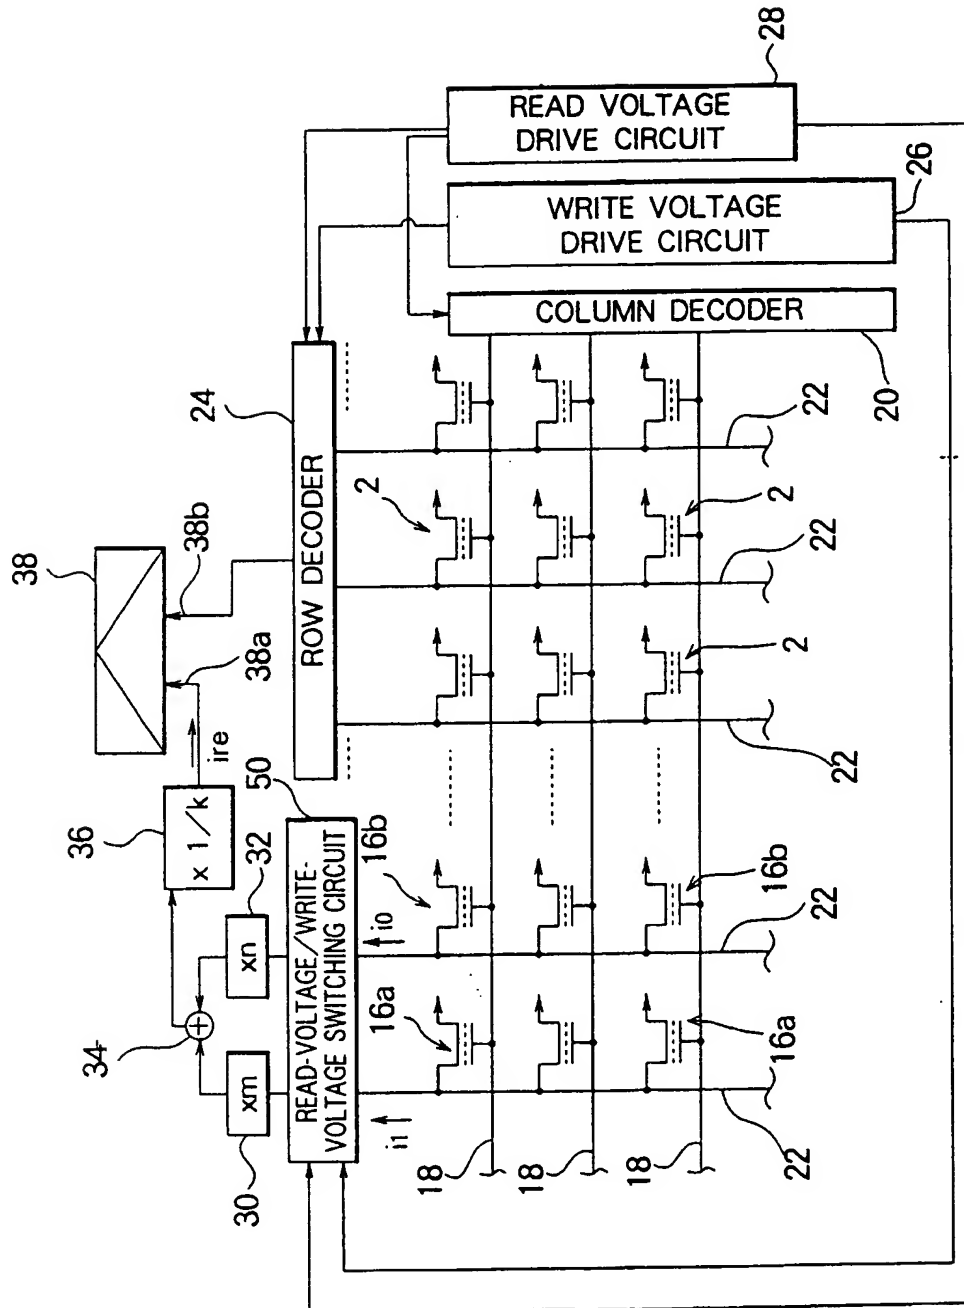 28
READ VOLTAGE
DRIVE CIRCUIT
26
WRITE VOLTAGE
DRIVE CIRCUIT
COLUMN DECODER
20
24
ROW DECODER
38
38b
38a
ire
36
x 1/k
50
READ-VOLTAGE/WRITE-
VOLTAGE SWITCHING CIRCUIT
32
xn
34
+
xm
30
i0
i1
16b
16a
2
2
2
16b
16a
18
18
18
22
22
22
22
22